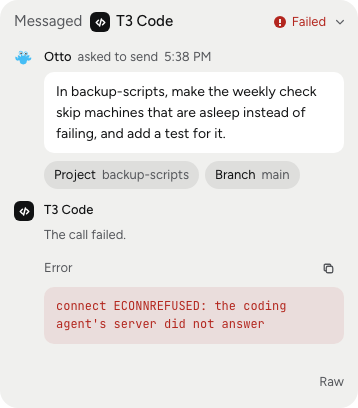 Messaged T3 Code Failed
Otto asked to send 5:38 PM
In backup-scripts, make the weekly check
skip machines that are asleep instead of
failing, and add a test for it.
Project backup-scripts Branch main
T3 Code
The call failed.
Error
connect ECONNREFUSED: the coding
agent's server did not answer
Raw